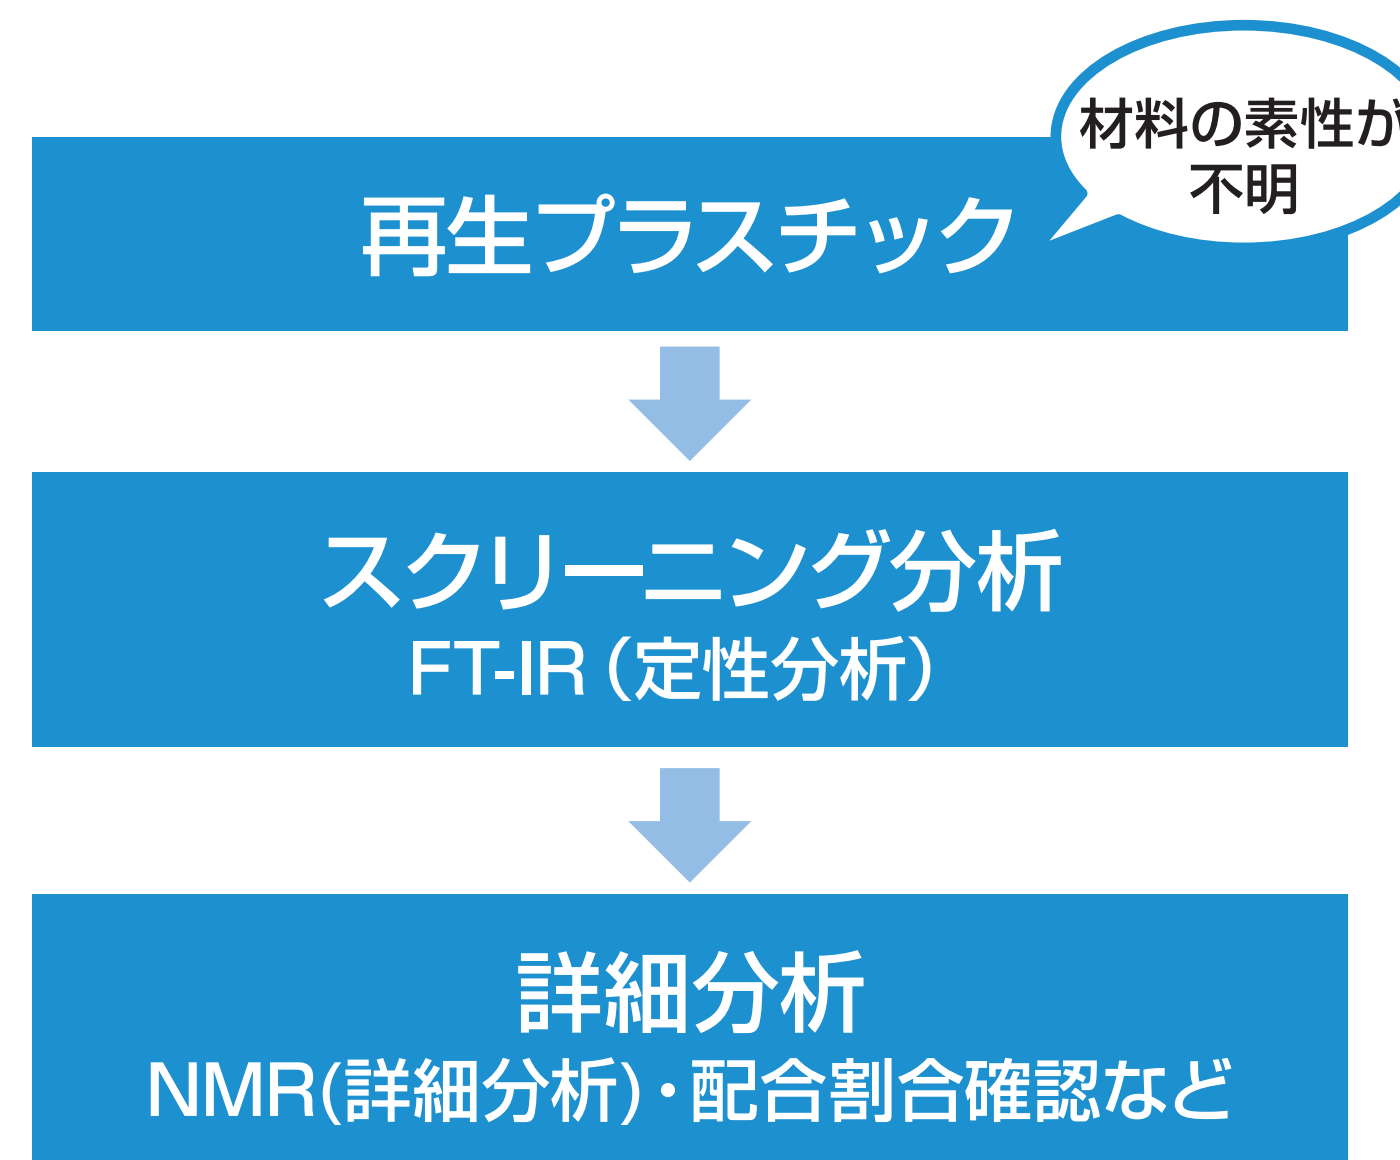 材料の素性が
不明
再生プラスチック
スクリーニング分析
FT-IR（定性分析）
詳細分析
NMR(詳細分析)・配合割合確認など